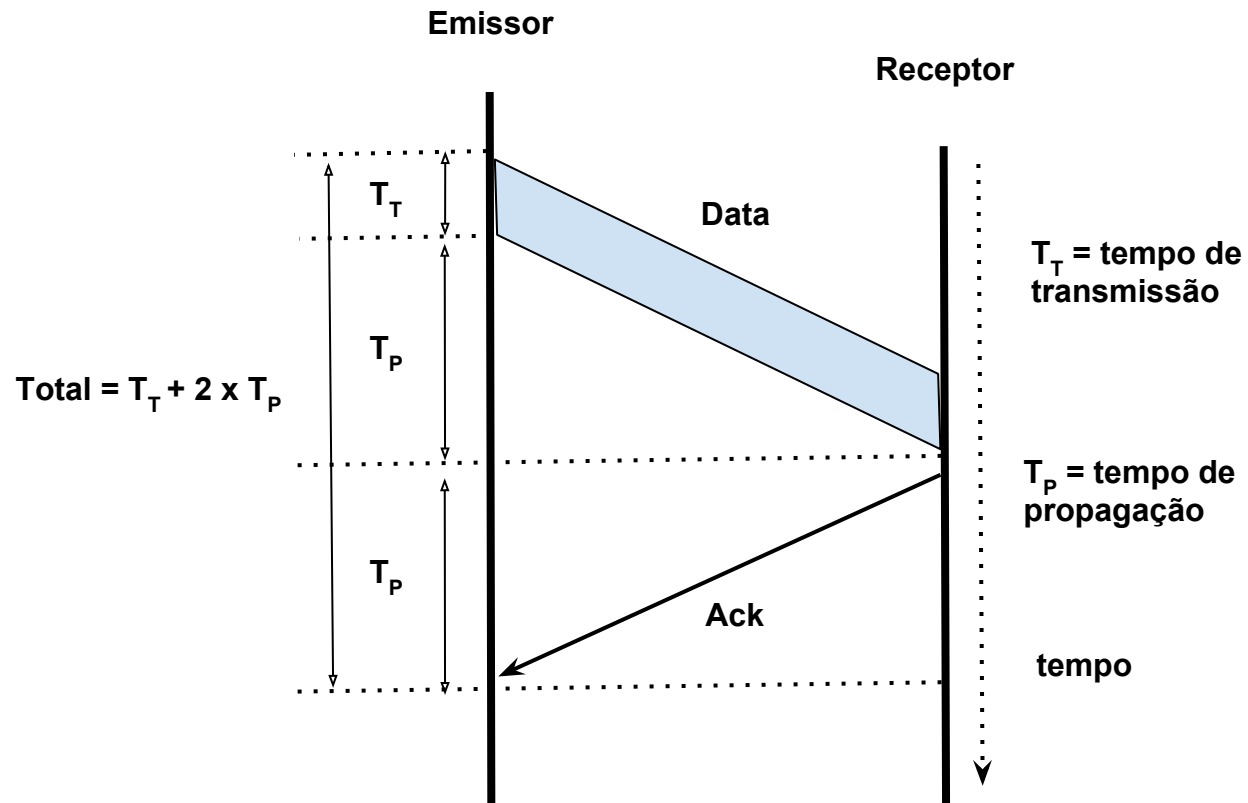 Emissor
Receptor
T_T
Data
T_T = tempo de
transmissão
T_P
Total = T_T + 2 x T_P
T_P = tempo de
propagação
T_P
Ack
tempo